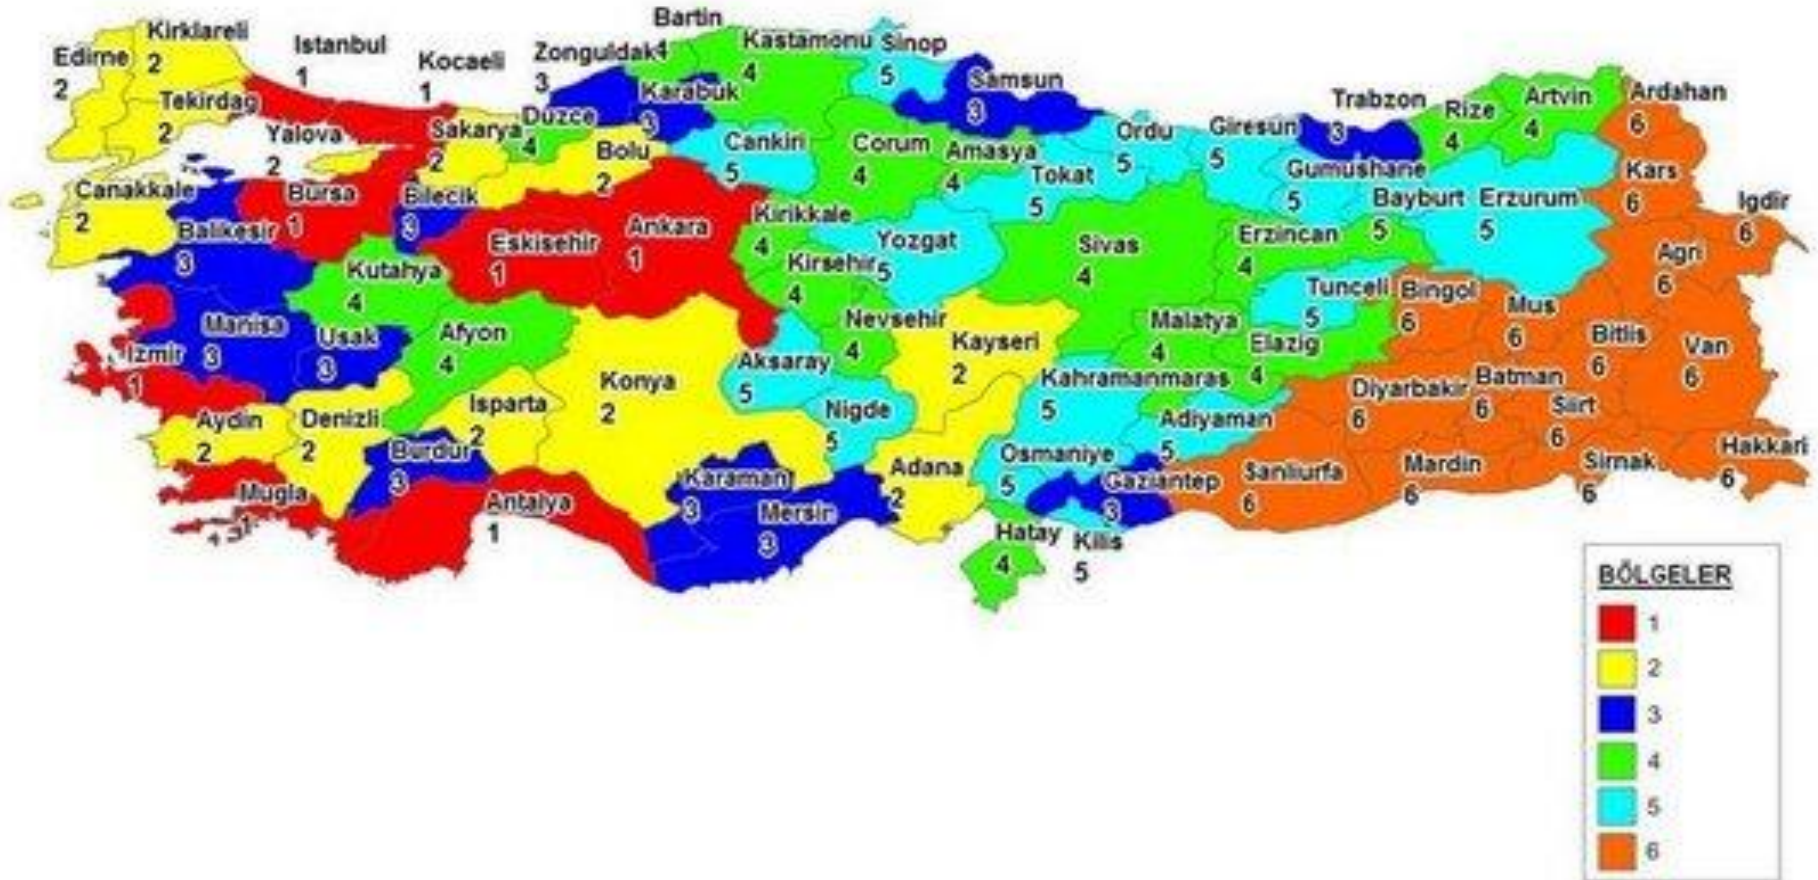 Bartin
4
Kirklareli
2
Edirne
2
Istanbul
1
Kocaeli
1
Zonguldak
3
Kastamonu
4
Sinop
5
Samsun
3
Karabuk
3
Tekirdag
2
Yalova
2
Sakarya
2
Duzce
4
Bolu
2
Cankiri
5
Corum
4
Amasya
4
Tokat
5
Ordu
5
Giresun
5
Trabzon
3
Rize
4
Artvin
4
Ardahan
6
Gumushane
5
Bayburt
5
Erzurum
5
Kars
6
Igdir
6
Canakkale
2
Balikesir
3
Bursa
1
Bilecik
3
Eskisehir
1
Ankara
1
Kirikkale
4
Kirsehir
4
Yozgat
5
Sivas
4
Erzincan
4
Agri
6
Kutahya
4
Manisa
3
Usak
3
Afyon
4
Izmir
1
Konya
2
Aksaray
5
Nevsehir
4
Kayseri
2
Malatya
4
Tunceli
5
Elazig
4
Bingol
6
Mus
6
Bitlis
6
Van
6
Aydin
2
Denizli
2
Isparta
2
Burdur
3
Nigde
5
Kahramanmaras
5
Adiyaman
5
Diyarbakir
6
Batman
6
Siirt
6
Hakkari
6
Mugla
1
Antalya
1
Karaman
3
Mersin
3
Adana
2
Osmaniye
5
Gaziantep
3
Sanliurfa
6
Mardin
6
Sirnak
6
Hatay
4
Kilis
5
BÖLGELER
1
2
3
4
5
6